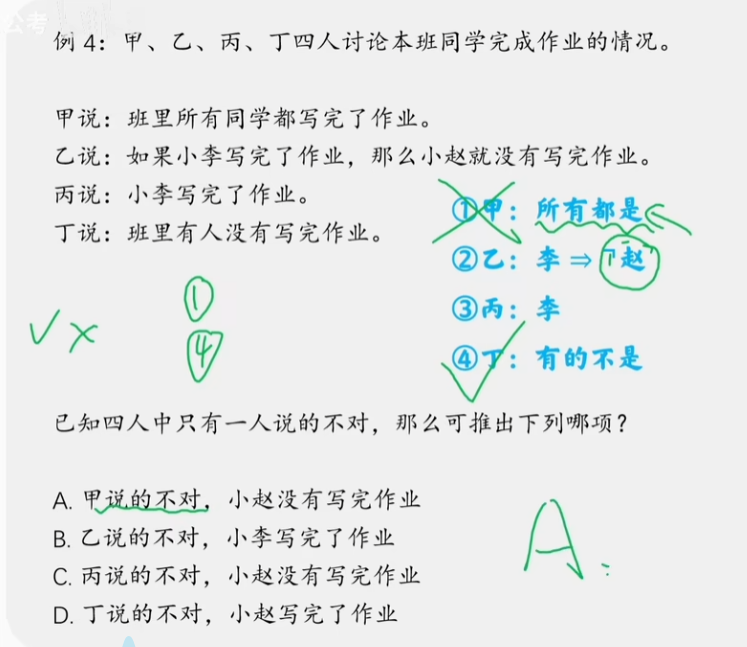 公考
例 4：甲、乙、丙、丁四人讨论本班同学完成作业的情况。
甲说：班里所有同学都写完了作业。
乙说：如果小李写完了作业，那么小赵就没有写完作业。
丙说：小李写完了作业。
丁说：班里有人没有写完作业。
①甲：所有都是
②乙：李 ⇒ ¬赵
③丙：李
④丁：有的不是
①
④
√ ×
已知四人中只有一人说的不对，那么可推出下列哪项？
A. 甲说的不对，小赵没有写完作业
B. 乙说的不对，小李写完了作业
C. 丙说的不对，小赵没有写完作业
D. 丁说的不对，小赵写完了作业
A